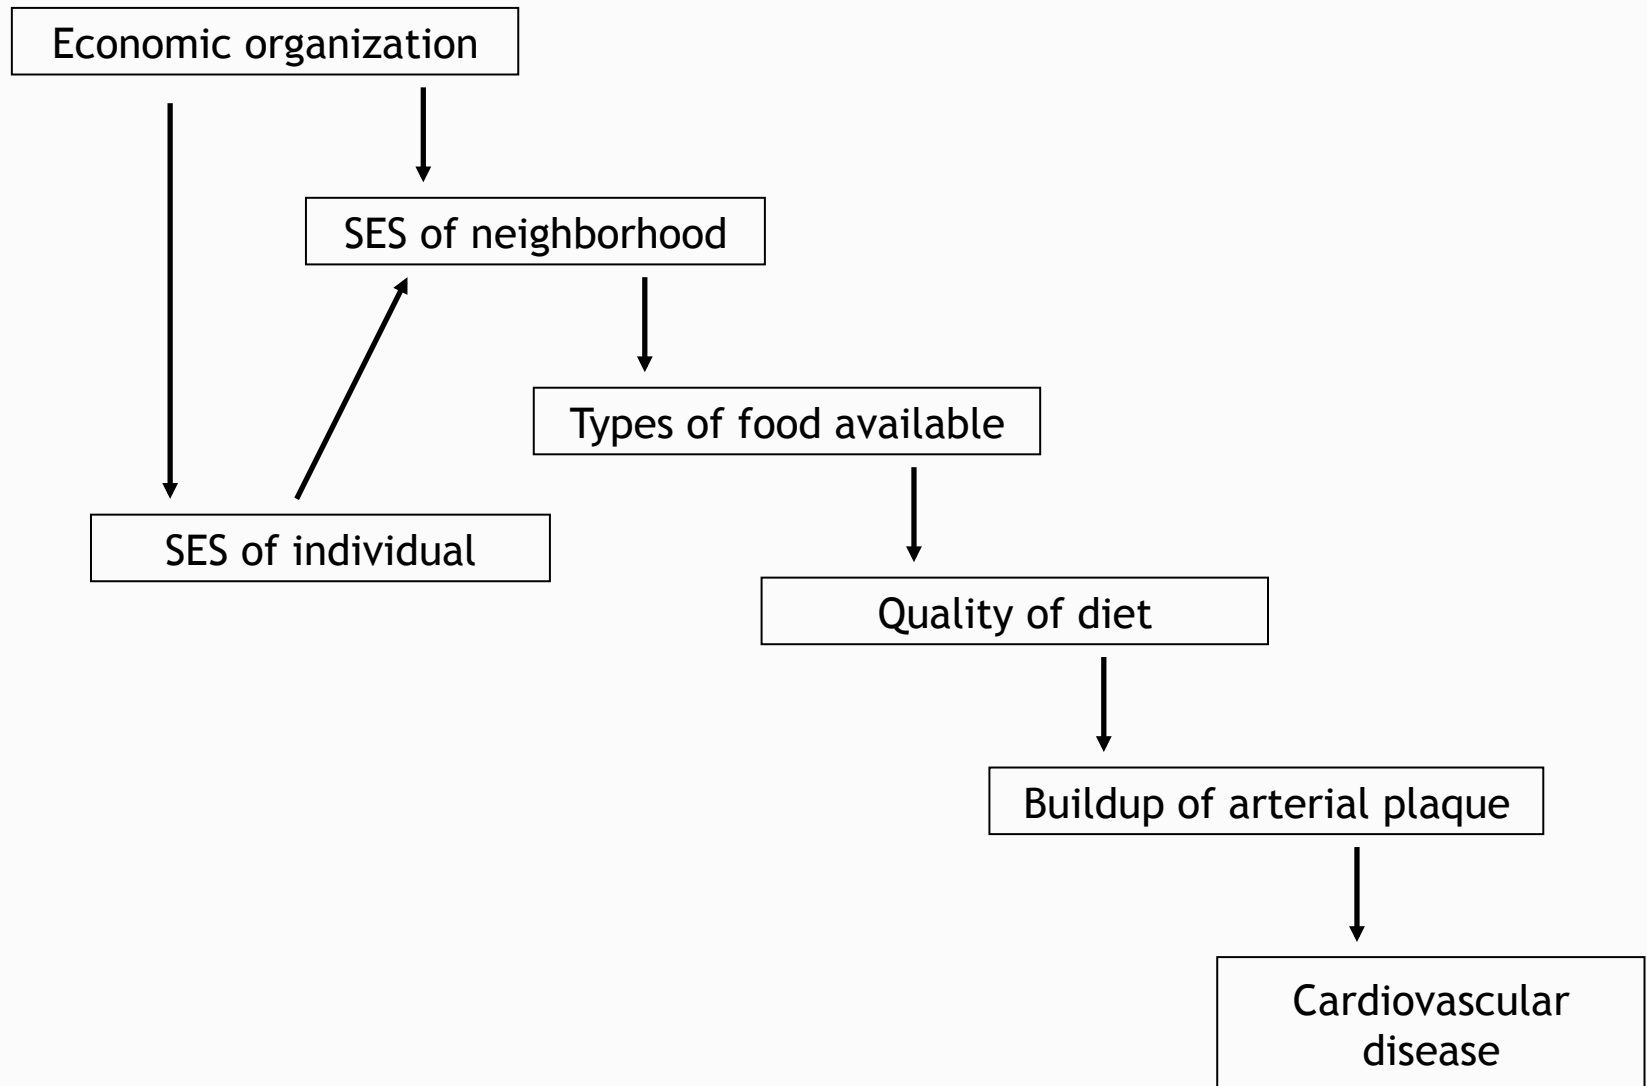 Economic organization
SES of neighborhood
Types of food available
SES of individual
Quality of diet
Buildup of arterial plaque
Cardiovascular
disease